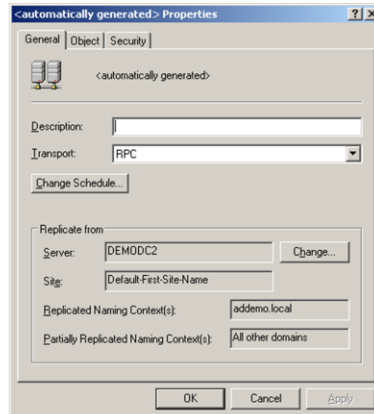 <automatically generated> Properties
General Object Security
<automatically generated>
Description:
Transport: RPC
Change Schedule...
Replicate from
Server: DEMODC2 Change...
Site: Default-First-Site-Name
Replicated Naming Context(s): addemo.local
Partially Replicated Naming Context(s): All other domains
OK Cancel Apply